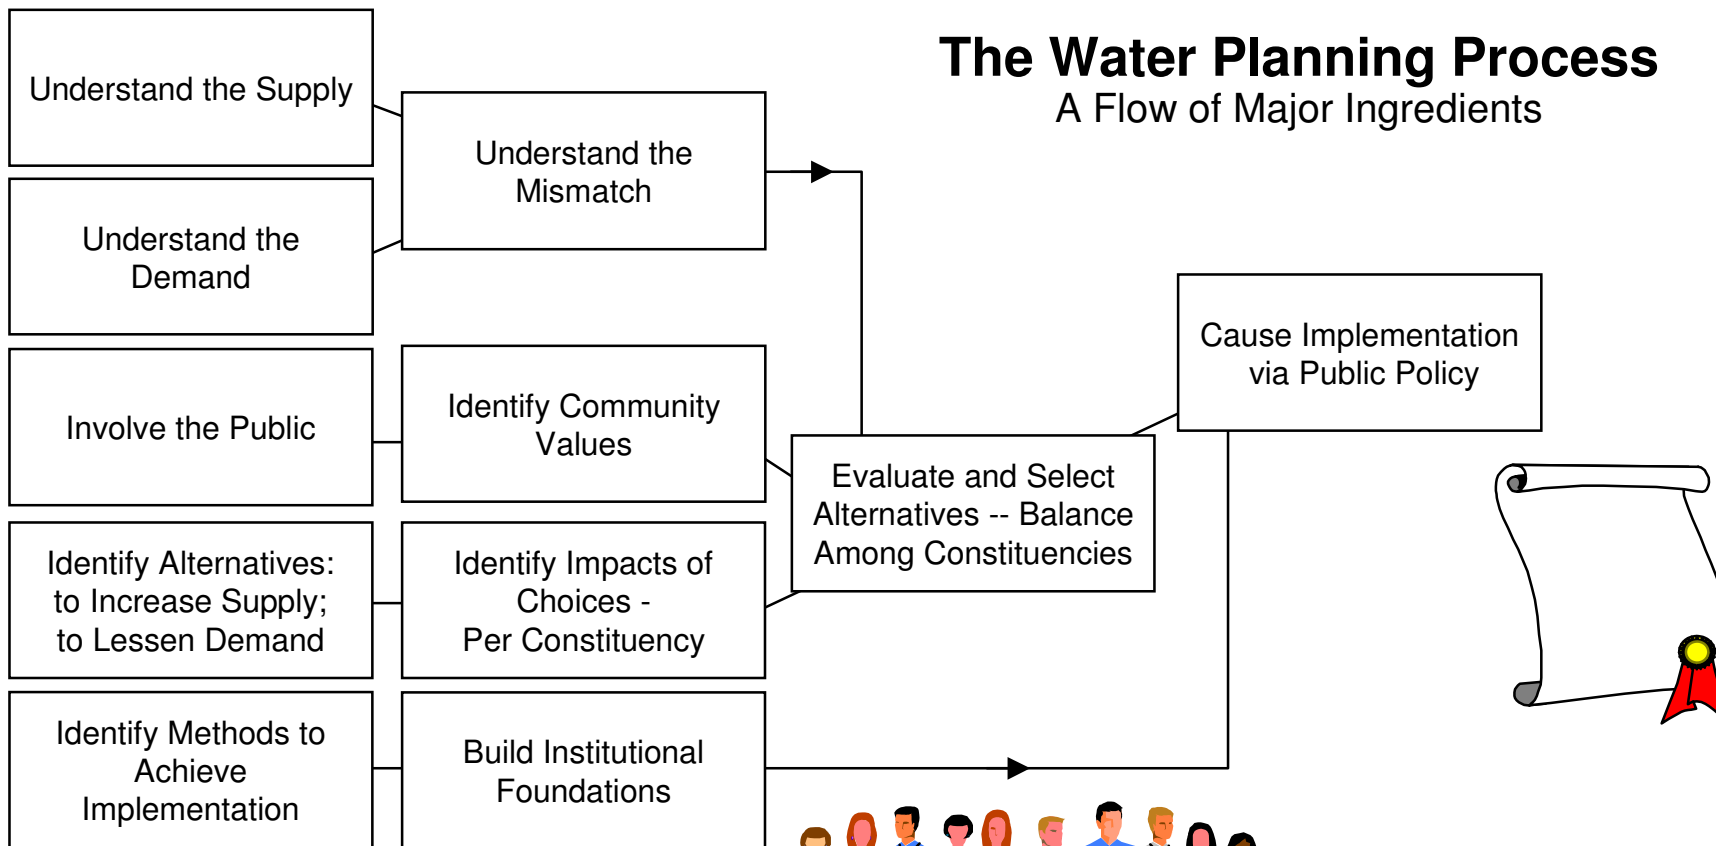 The Water Planning Process
A Flow of Major Ingredients
Understand the Supply
Understand the
Demand
Understand the
Mismatch
Involve the Public
Identify Community
Values
Identify Alternatives:
to Increase Supply;
to Lessen Demand
Identify Impacts of
Choices -
Per Constituency
Identify Methods to
Achieve
Implementation
Build Institutional
Foundations
Evaluate and Select
Alternatives -- Balance
Among Constituencies
Cause Implementation
via Public Policy